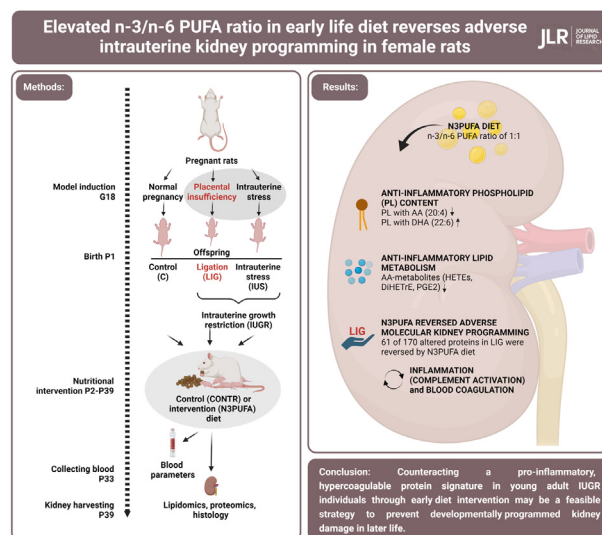 Elevated n-3/n-6 PUFA ratio in early life diet reverses adverse
intrauterine kidney programming in female rats
JLR
JOURNAL
OF LIPID
RESEARCH
Methods:
Pregnant rats
Model induction
G18
Normal
pregnancy
Placental
insufficiency
Intrauterine
stress
Birth P1
Offspring
Control
(C)
Ligation
(LIG)
Intrauterine
stress
(IUS)
Intrauterine growth
restriction (IUGR)
Nutritional
intervention P2-P39
Control (CONTR) or
intervention (N3PUFA)
diet
Collecting blood
P33
Blood
parameters
Kidney harvesting
P39
Lipidomics, proteomics,
histology
Results:
N3PUFA DIET
n-3/n-6 PUFA ratio of 1:1
ANTI-INFLAMMATORY PHOSPHOLIPID
(PL) CONTENT
PL with AA (20:4) ↓
PL with DHA (22:6) ↑
ANTI-INFLAMMATORY LIPID
METABOLISM
AA-metabolites (HETEs,
DiHETrE, PGE2) ↓
LIG
N3PUFA REVERSED ADVERSE
MOLECULAR KIDNEY PROGRAMMING
61 of 170 altered proteins in LIG were
reversed by N3PUFA diet
INFLAMMATION
(COMPLEMENT ACTIVATION)
and BLOOD COAGULATION
Conclusion: Counteracting a pro-inflammatory,
hypercoagulable protein signature in young adult IUGR
individuals through early diet intervention may be a feasible
strategy to prevent developmentally programmed kidney
damage in later life.